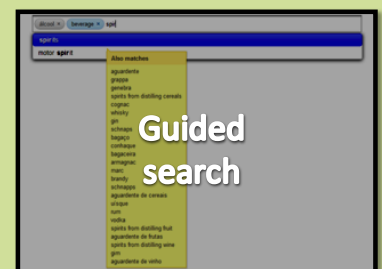 álcool × beverage × spir
spirits
motor spirit
Also matches
aguardente
grappa
genebra
spirits from distilling cereals
cognac
whisky
gin
schnaps
bagaço
conhaque
bagaceira
armagnac
marc
brandy
schnapps
aguardente de cereais
uísque
rum
vodka
spirits from distilling fruit
aguardente de frutas
spirits from distilling wine
gim
aguardente de vinho
Guided
search